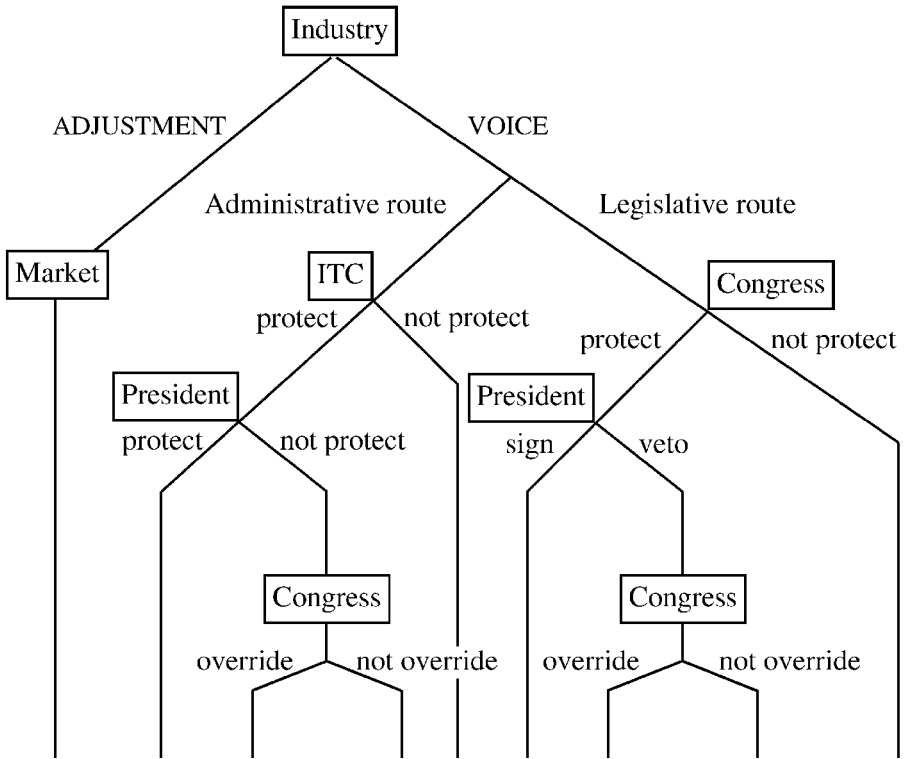 Industry
ADJUSTMENT
VOICE
Administrative route
Legislative route
Market
ITC
Congress
protect
not protect
protect
not protect
President
President
protect
not protect
sign
veto
Congress
Congress
override
not override
override
not override